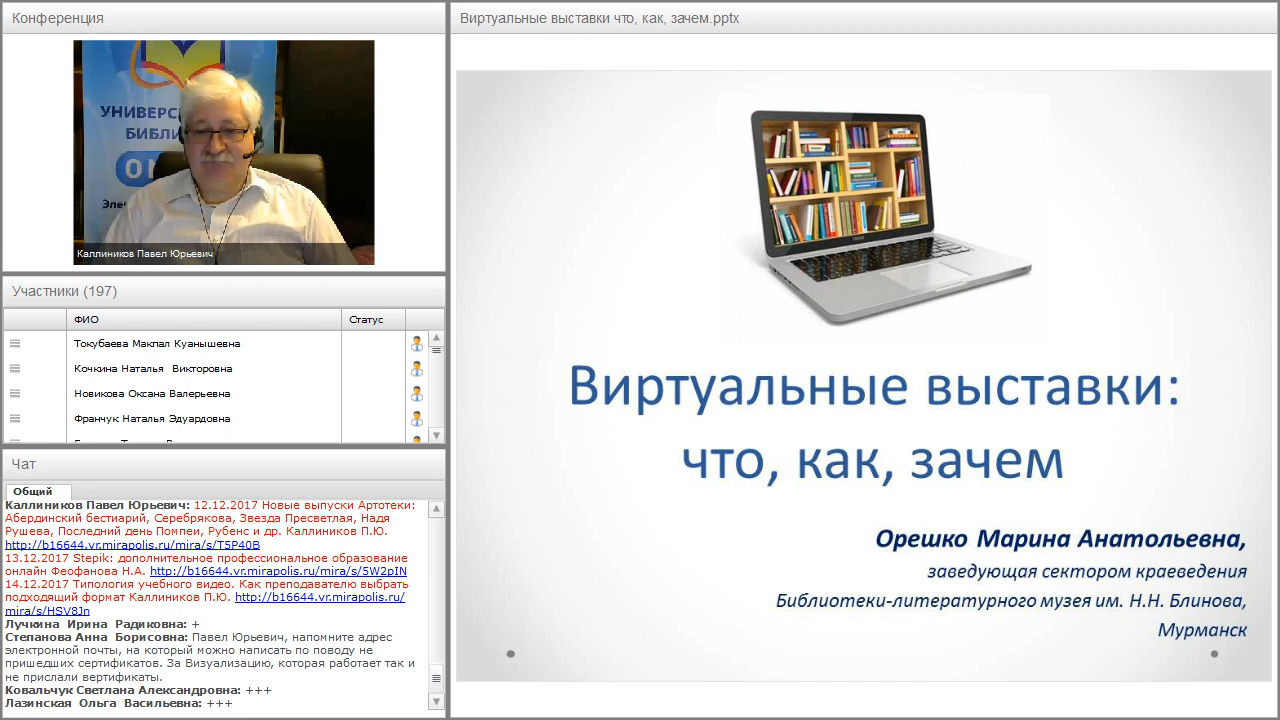 Конференция
УНИВЕРС
БИБЛИ
Каллиников Павел Юрьевич
Участники (197)
ФИО Статус
Токубаева Макпал Куанышевна
Кочкина Наталья Викторовна
Новикова Оксана Валерьевна
Франчук Наталья Эдуардовна
Чат
Общий
Каллиников Павел Юрьевич: 12.12.2017 Новые выпуски Артотеки:
Абердинский бестиарий, Серебрякова, Звезда Пресветлая, Надя
Рушева, Последний день Помпеи, Рубенс и др. Каллиников П.Ю.
http://b16644.vr.mirapolis.ru/mira/s/T5P40B
13.12.2017 Stepik: дополнительное профессиональное образование
онлайн Феофанова Н.А. http://b16644.vr.mirapolis.ru/mira/s/5W2pIN
14.12.2017 Типология учебного видео. Как преподавателю выбрать
подходящий формат Каллиников П.Ю. http://b16644.vr.mirapolis.ru/
mira/s/HSV8Jn
Лучкина Ирина Радиковна: +
Степанова Анна Борисовна: Павел Юрьевич, напомните адрес
электронной почты, на который можно написать по поводу не
пришедших сертификатов. За Визуализацию, которая работает так и
не прислали вертификаты.
Ковальчук Светлана Александровна: +++
Лазинская Ольга Васильевна: +++
Виртуальные выставки что, как, зачем.pptx
Виртуальные выставки:
что, как, зачем
Орешко Марина Анатольевна,
заведующая сектором краеведения
Библиотеки-литературного музея им. Н.Н. Блинова,
Мурманск